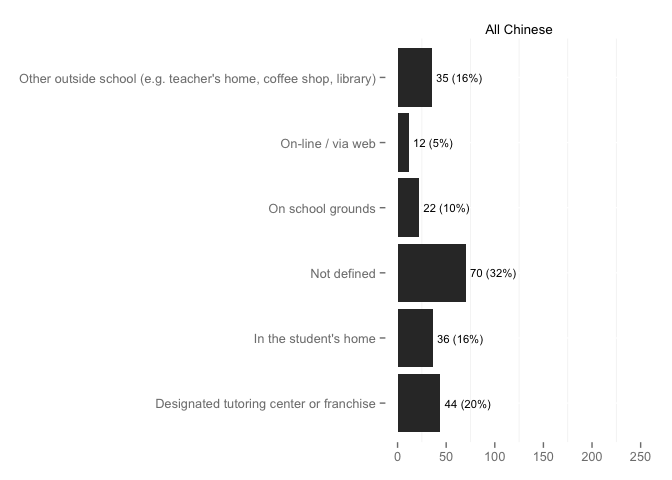 All Chinese
Other outside school (e.g. teacher's home, coffee shop, library) 35 (16%)
On-line / via web 12 (5%)
On school grounds 22 (10%)
Not defined 70 (32%)
In the student's home 36 (16%)
Designated tutoring center or franchise 44 (20%)
0 50 100 150 200 250